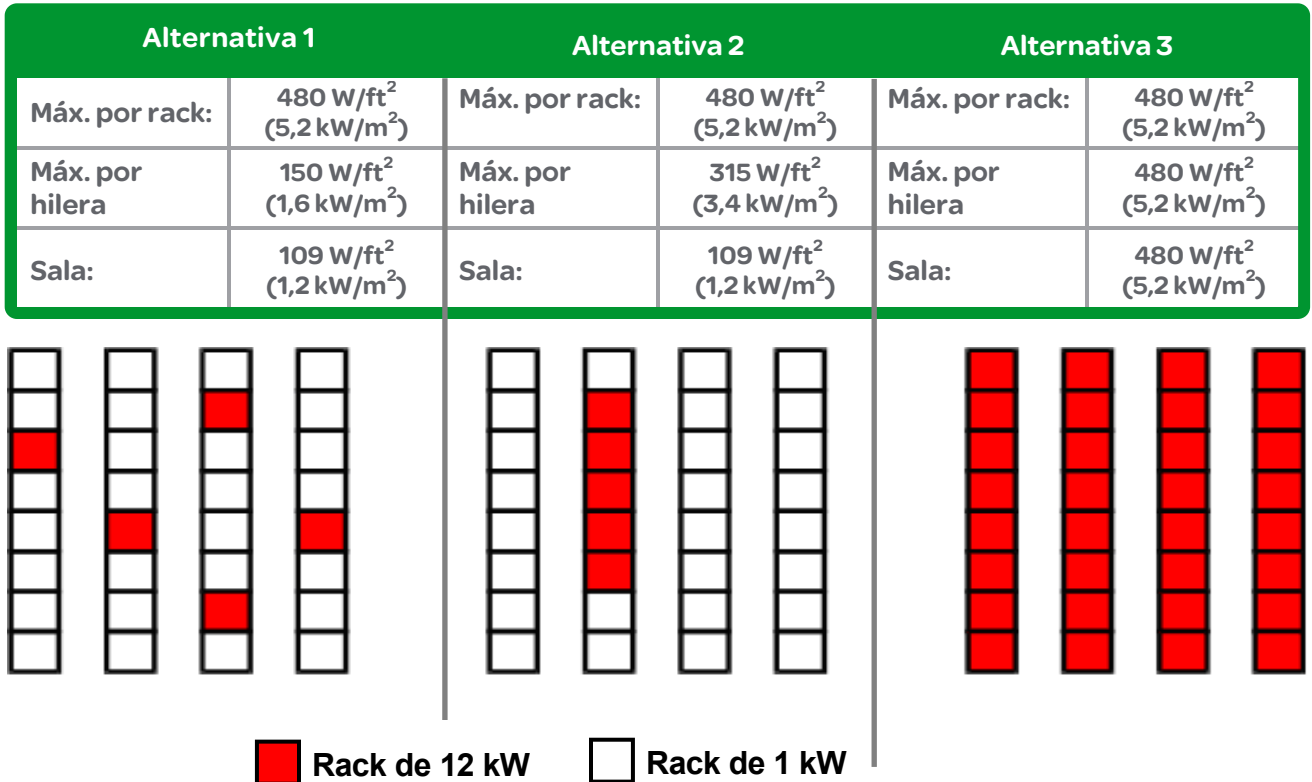 Alternativa 1
Alternativa 2
Alternativa 3
Máx. por rack:
480 W/ft²
(5,2 kW/m²)
Máx. por rack:
480 W/ft²
(5,2 kW/m²)
Máx. por rack:
480 W/ft²
(5,2 kW/m²)
Máx. por
hilera
150 W/ft²
(1,6 kW/m²)
Máx. por
hilera
315 W/ft²
(3,4 kW/m²)
Máx. por
hilera
480 W/ft²
(5,2 kW/m²)
Sala:
109 W/ft²
(1,2 kW/m²)
Sala:
109 W/ft²
(1,2 kW/m²)
Sala:
480 W/ft²
(5,2 kW/m²)
Rack de 12 kW
Rack de 1 kW